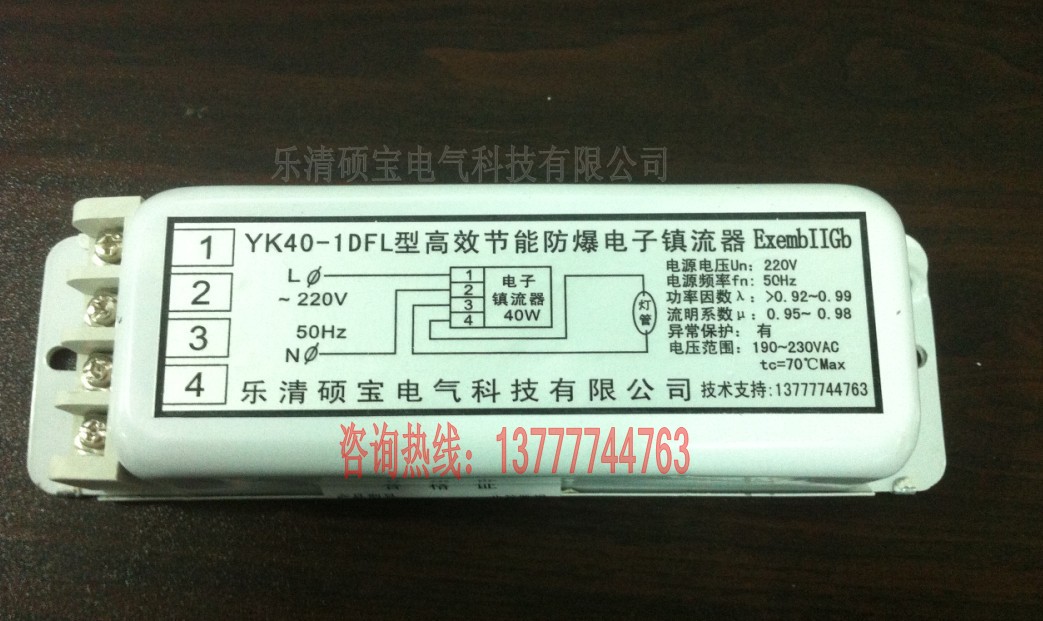 乐清硕宝电气科技有限公司
1
2
3
4
YK40-1DFL型高效节能防爆电子镇流器 ExembIIGb
L
~220V
50Hz
N
1
2
3
4
电子
镇流器
40W
灯管
电源电压Un: 220V
电源频率fn: 50Hz
功率因数λ: >0.92~0.99
流明系数μ: 0.95~0.98
异常保护: 有
电压范围: 190~230VAC
tc=70℃Max
乐清硕宝电气科技有限公司 技术支持:13777744763
咨询热线: 13777744763